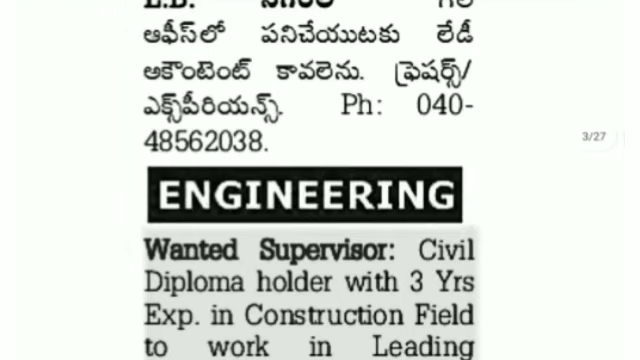 ఆఫీస్‌లో పనిచేయుటకు లేడీ
అకౌంటెంట్ కావలెను. ఫ్రెషర్స్/
ఎక్స్‌పీరియన్స్. Ph: 040-
48562038.
3/27
ENGINEERING
Wanted Supervisor: Civil
Diploma holder with 3 Yrs
Exp. in Construction Field
to work in Leading